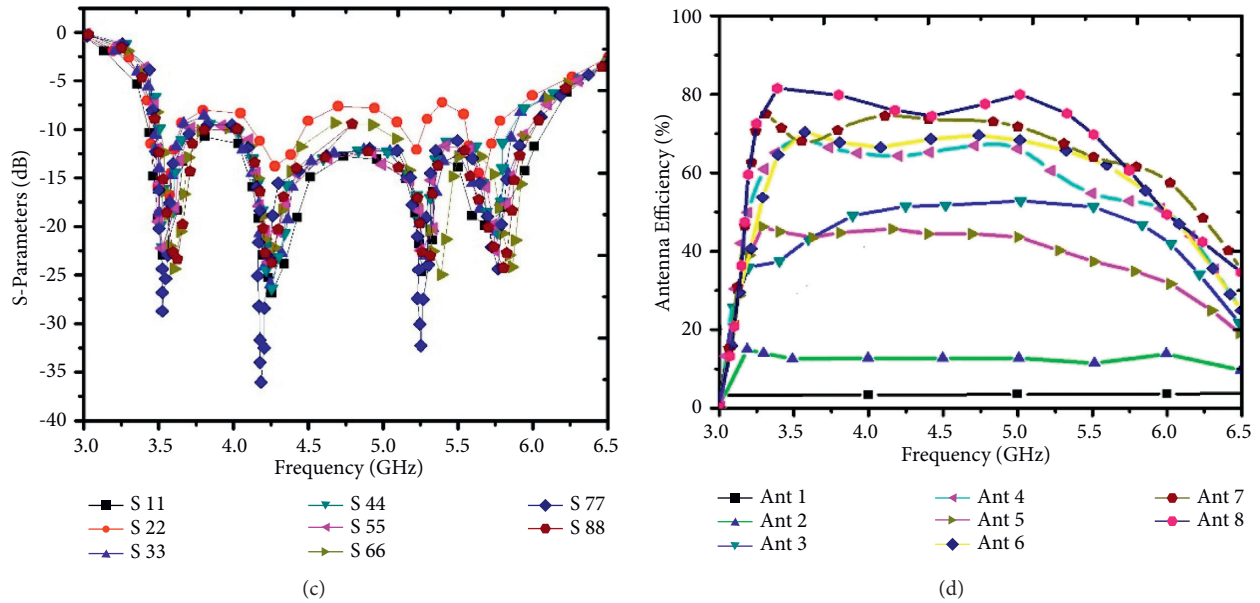 0
-5
-10
-15
-20
-25
-30
-35
-40
S-Parameters (dB)
3.0 3.5 4.0 4.5 5.0 5.5 6.0 6.5
Frequency (GHz)
S 11 S 44 S 77
S 22 S 55 S 88
S 33 S 66
(c)
100
80
60
40
20
0
Antenna Efficiency (%)
3.0 3.5 4.0 4.5 5.0 5.5 6.0 6.5
Frequency (GHz)
Ant 1 Ant 4 Ant 7
Ant 2 Ant 5 Ant 8
Ant 3 Ant 6
(d)